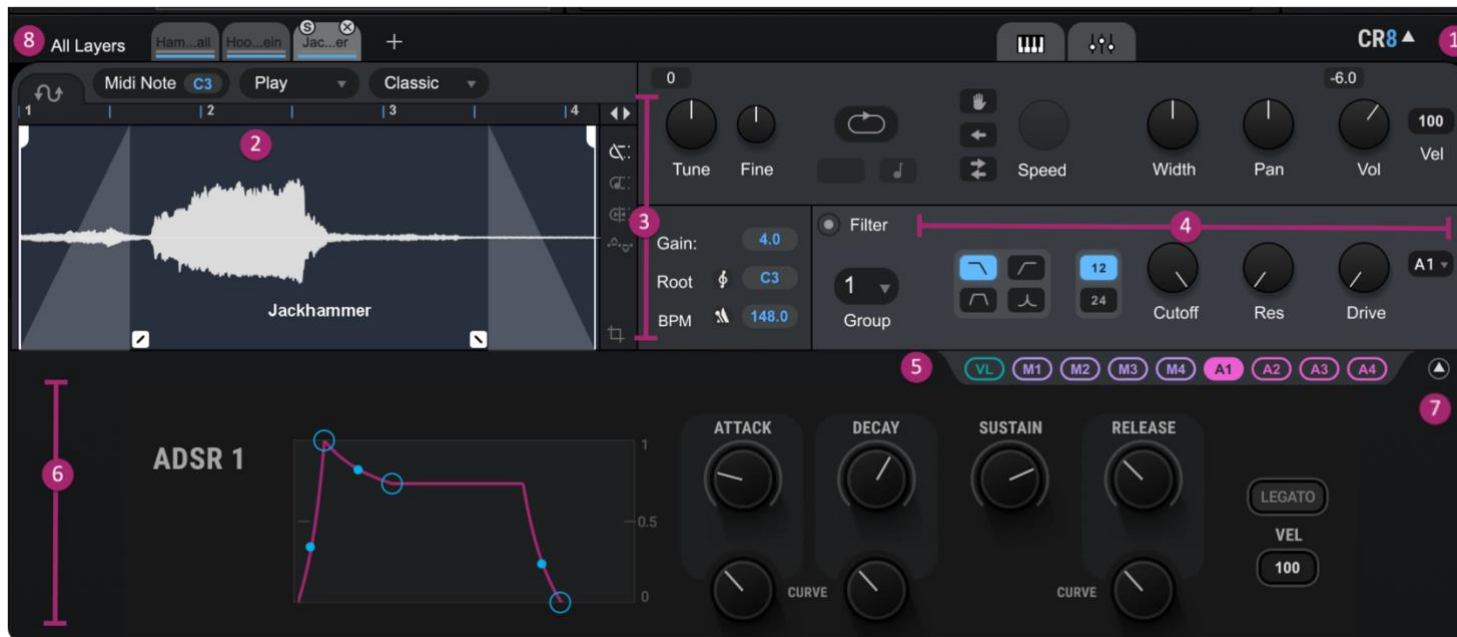 8 All Layers Ham...ail Hoo...ein S Jac...er + CR8 1
Midi Note C3 Play Classic
1 2 3 4
2
Jackhammer
0 -6.0
Tune Fine Speed Width Pan Vol
100
Vel
3
Gain: 4.0
Root C3
BPM 148.0
Filter 4
1
Group
12
24
Cutoff Res Drive
A1
5 VL M1 M2 M3 M4 A1 A2 A3 A4
7
6
ADSR 1
1
0.5
0
ATTACK DECAY SUSTAIN RELEASE
CURVE CURVE
LEGATO
VEL
100